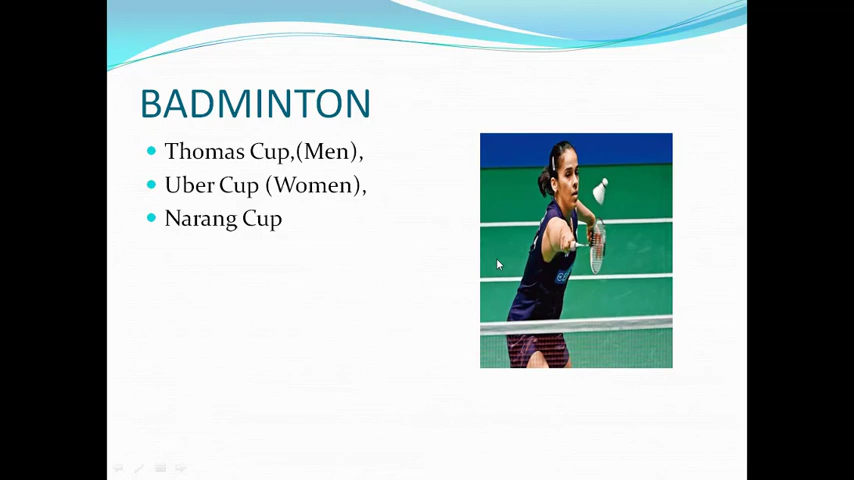 BADMINTON
Thomas Cup,(Men),
Uber Cup (Women),
Narang Cup